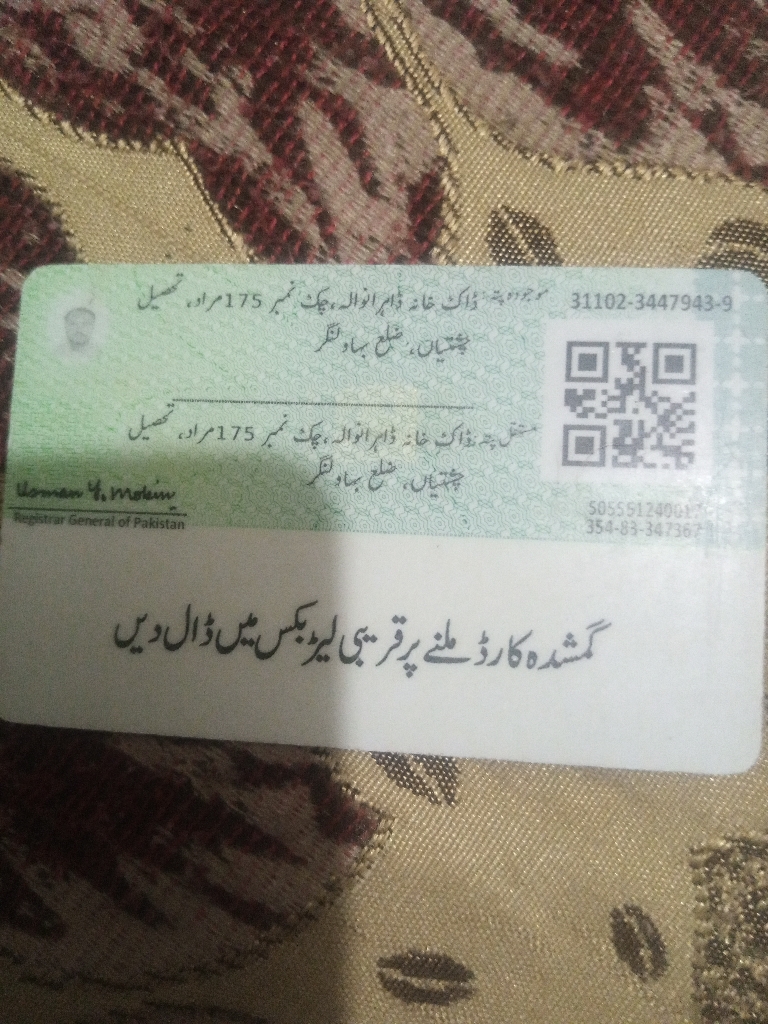 31102-3447943-9
موجودہ پتہ: ڈاک خانہ ڈاہرانوالہ، چک نمبر 175 مراد، تحصیل
چشتیاں، ضلع بہاولنگر
مستقل پتہ: ڈاک خانہ ڈاہرانوالہ، چک نمبر 175 مراد، تحصیل
چشتیاں، ضلع بہاولنگر
Usman Y. Mobin
Registrar General of Pakistan
گمشدہ کارڈ ملنے پر قریبی لیٹر بکس میں ڈال دیں